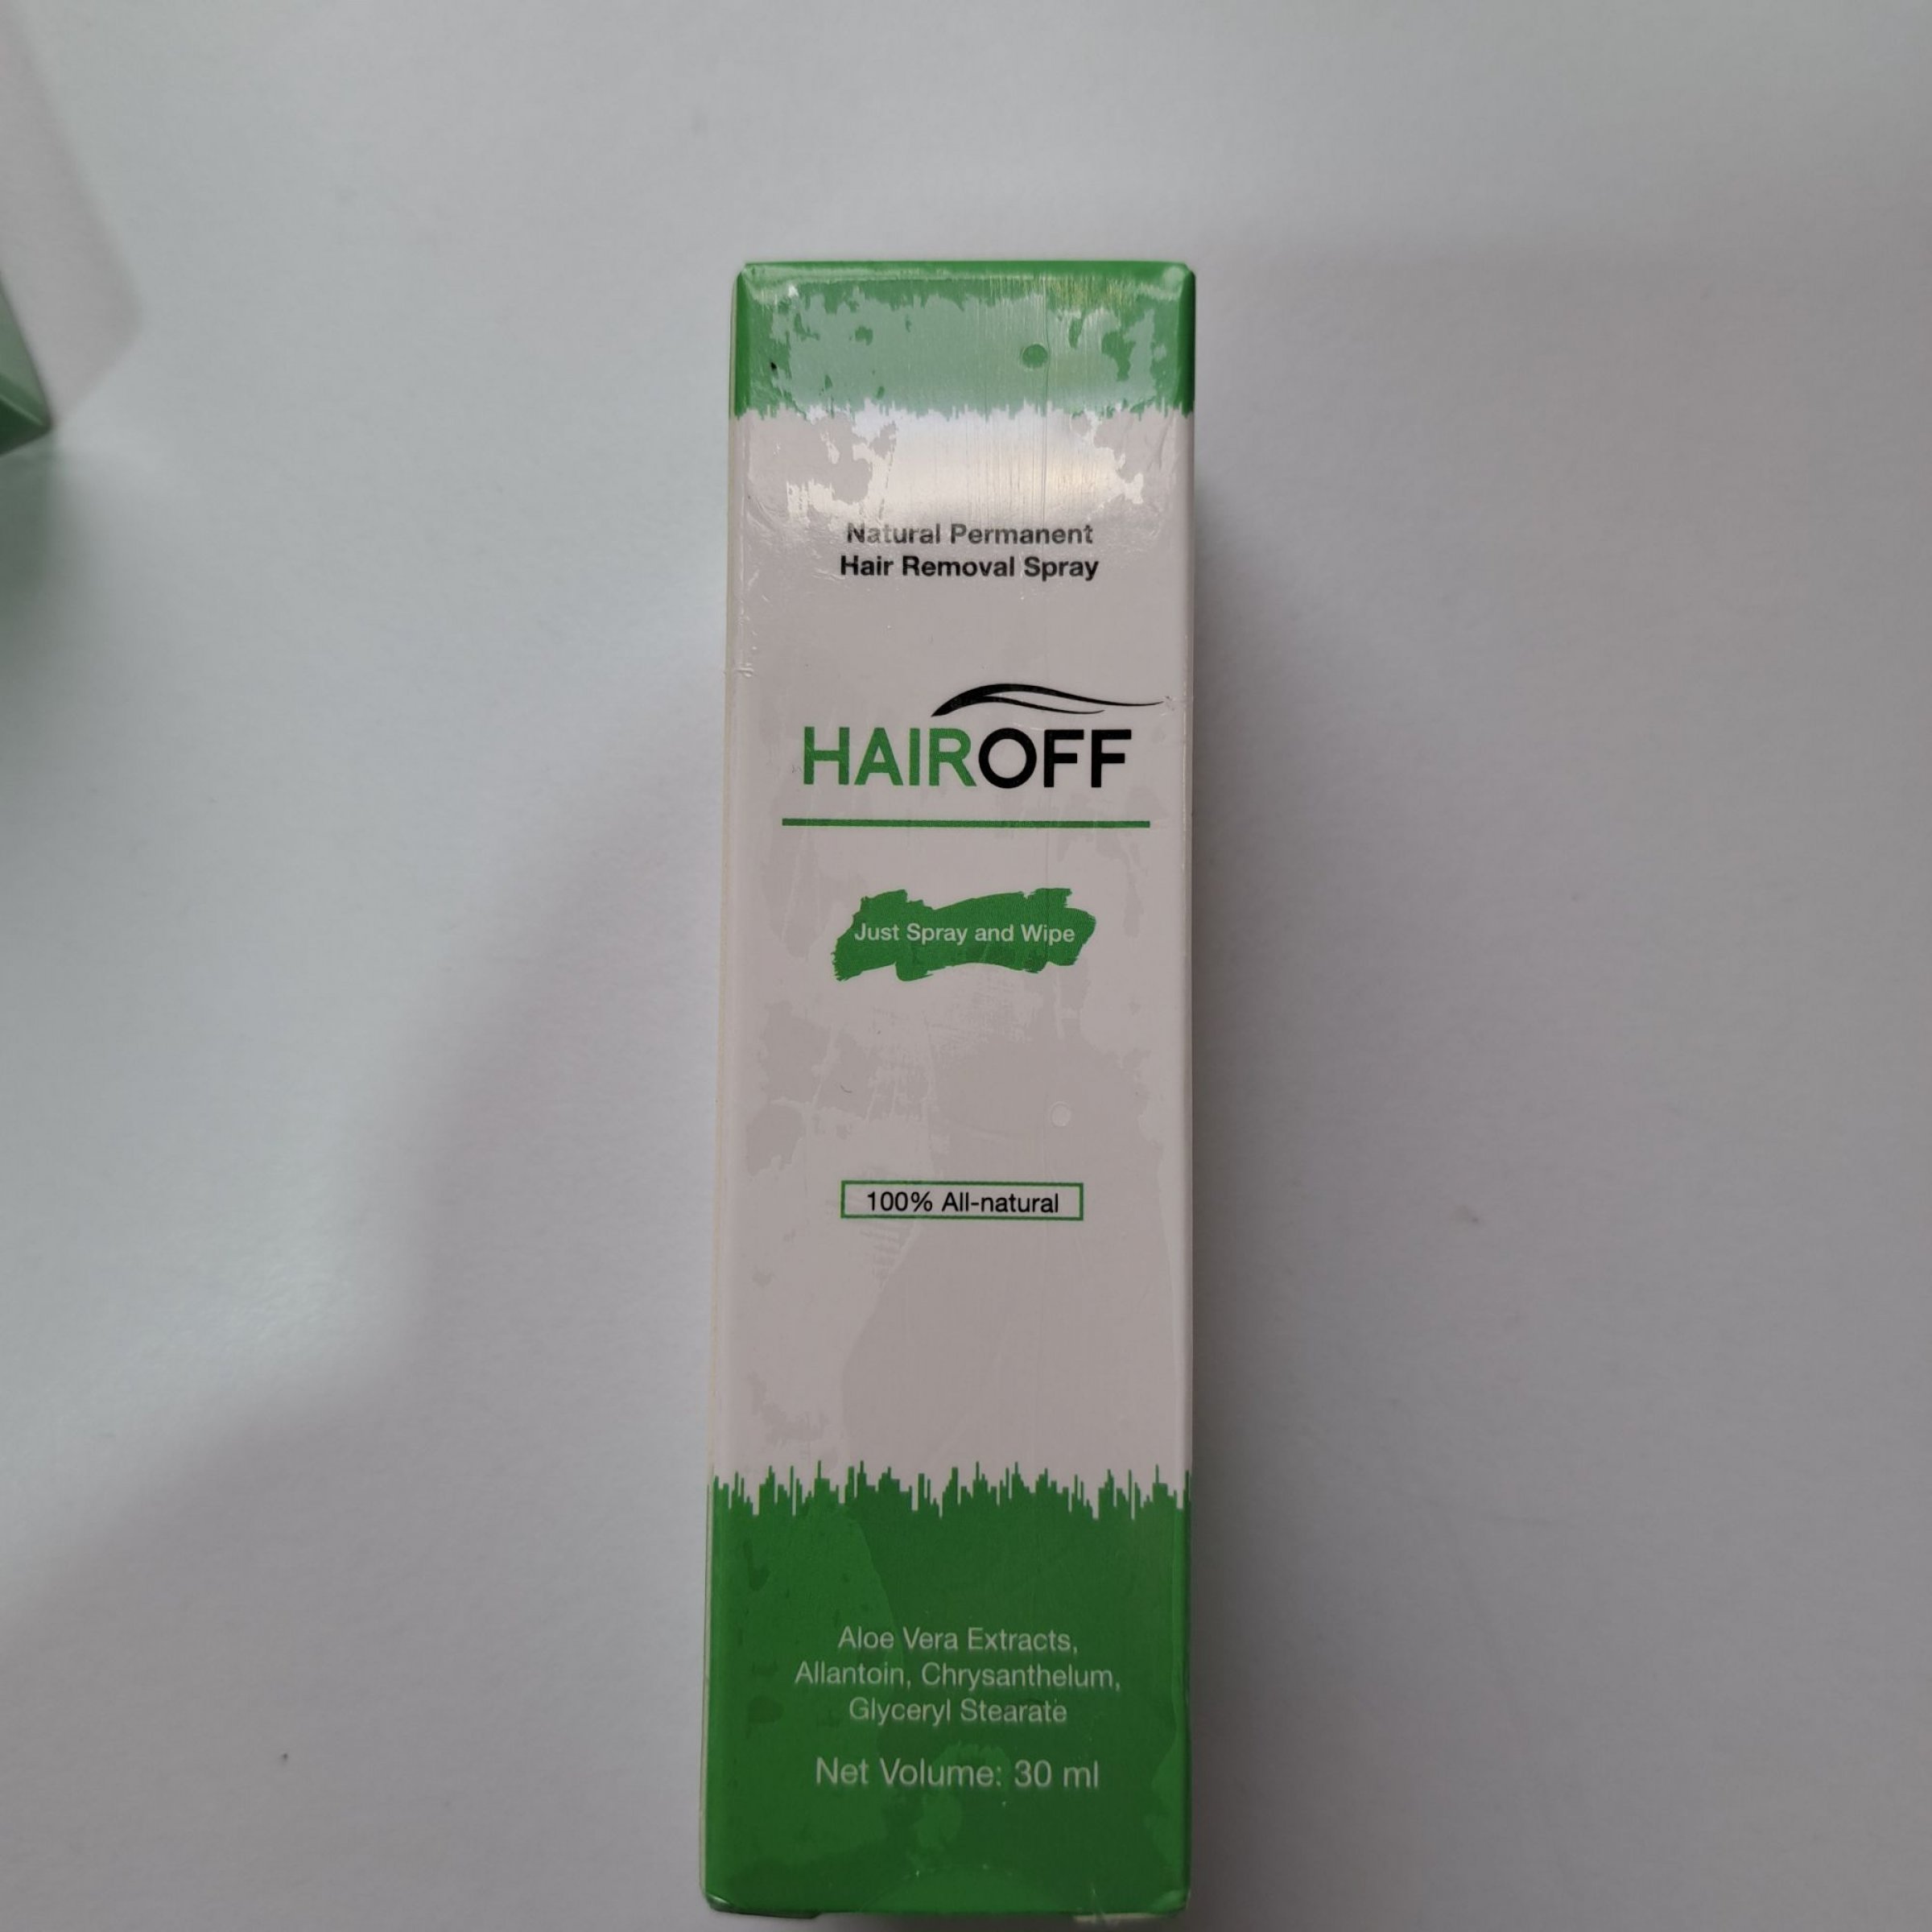 Natural Permanent
Hair Removal Spray
HAIROFF
Just Spray and Wipe
100% All-natural
Aloe Vera Extracts,
Allantoin, Chrysanthelum,
Glyceryl Stearate
Net Volume: 30 ml